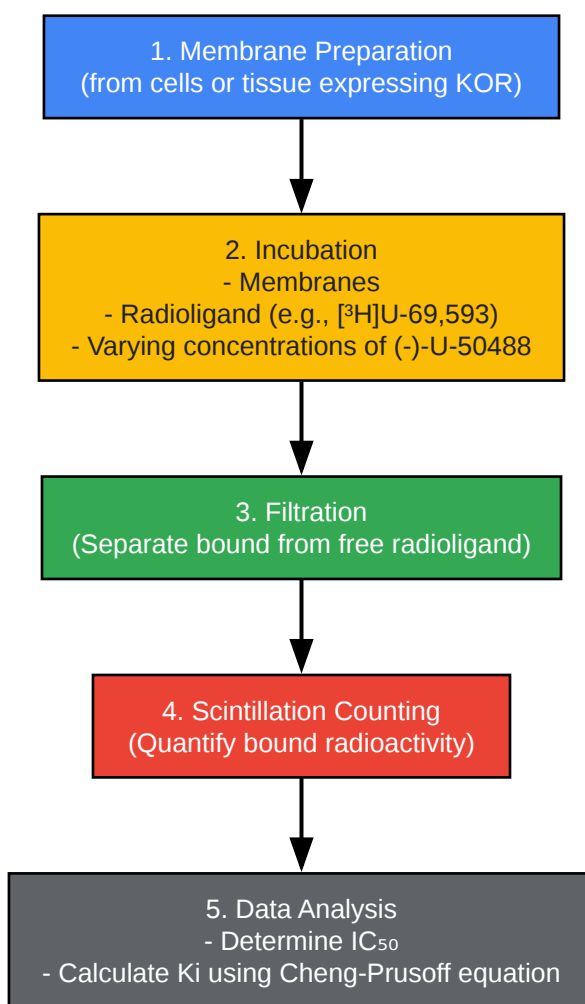 1. Membrane Preparation
(from cells or tissue expressing KOR)
2. Incubation
- Membranes
- Radioligand (e.g., [³H]U-69,593)
- Varying concentrations of (-)-U-50488
3. Filtration
(Separate bound from free radioligand)
4. Scintillation Counting
(Quantify bound radioactivity)
5. Data Analysis
- Determine IC₅₀
- Calculate Ki using Cheng-Prusoff equation